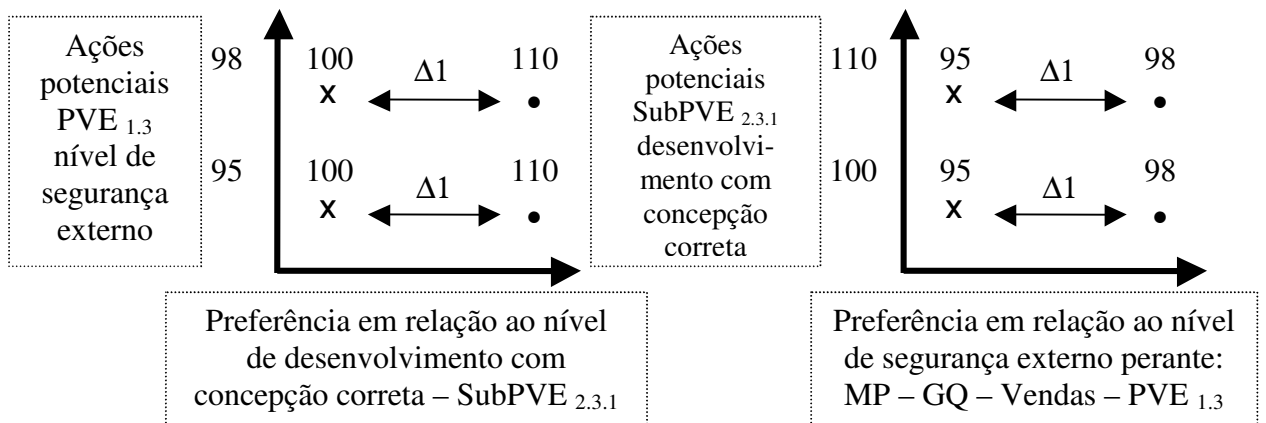 Ações
potenciais
PVE 1.3
nível de
segurança
externo
98 100 Δ1 110
x •
95 100 Δ1 110
x •
Preferência em relação ao nível
de desenvolvimento com
concepção correta – SubPVE 2.3.1
Ações
potenciais
SubPVE 2.3.1
desenvolvi-
mento com
concepção
correta
110 95 Δ1 98
x •
100 95 Δ1 98
x •
Preferência em relação ao nível
de segurança externo perante:
MP – GQ – Vendas – PVE 1.3